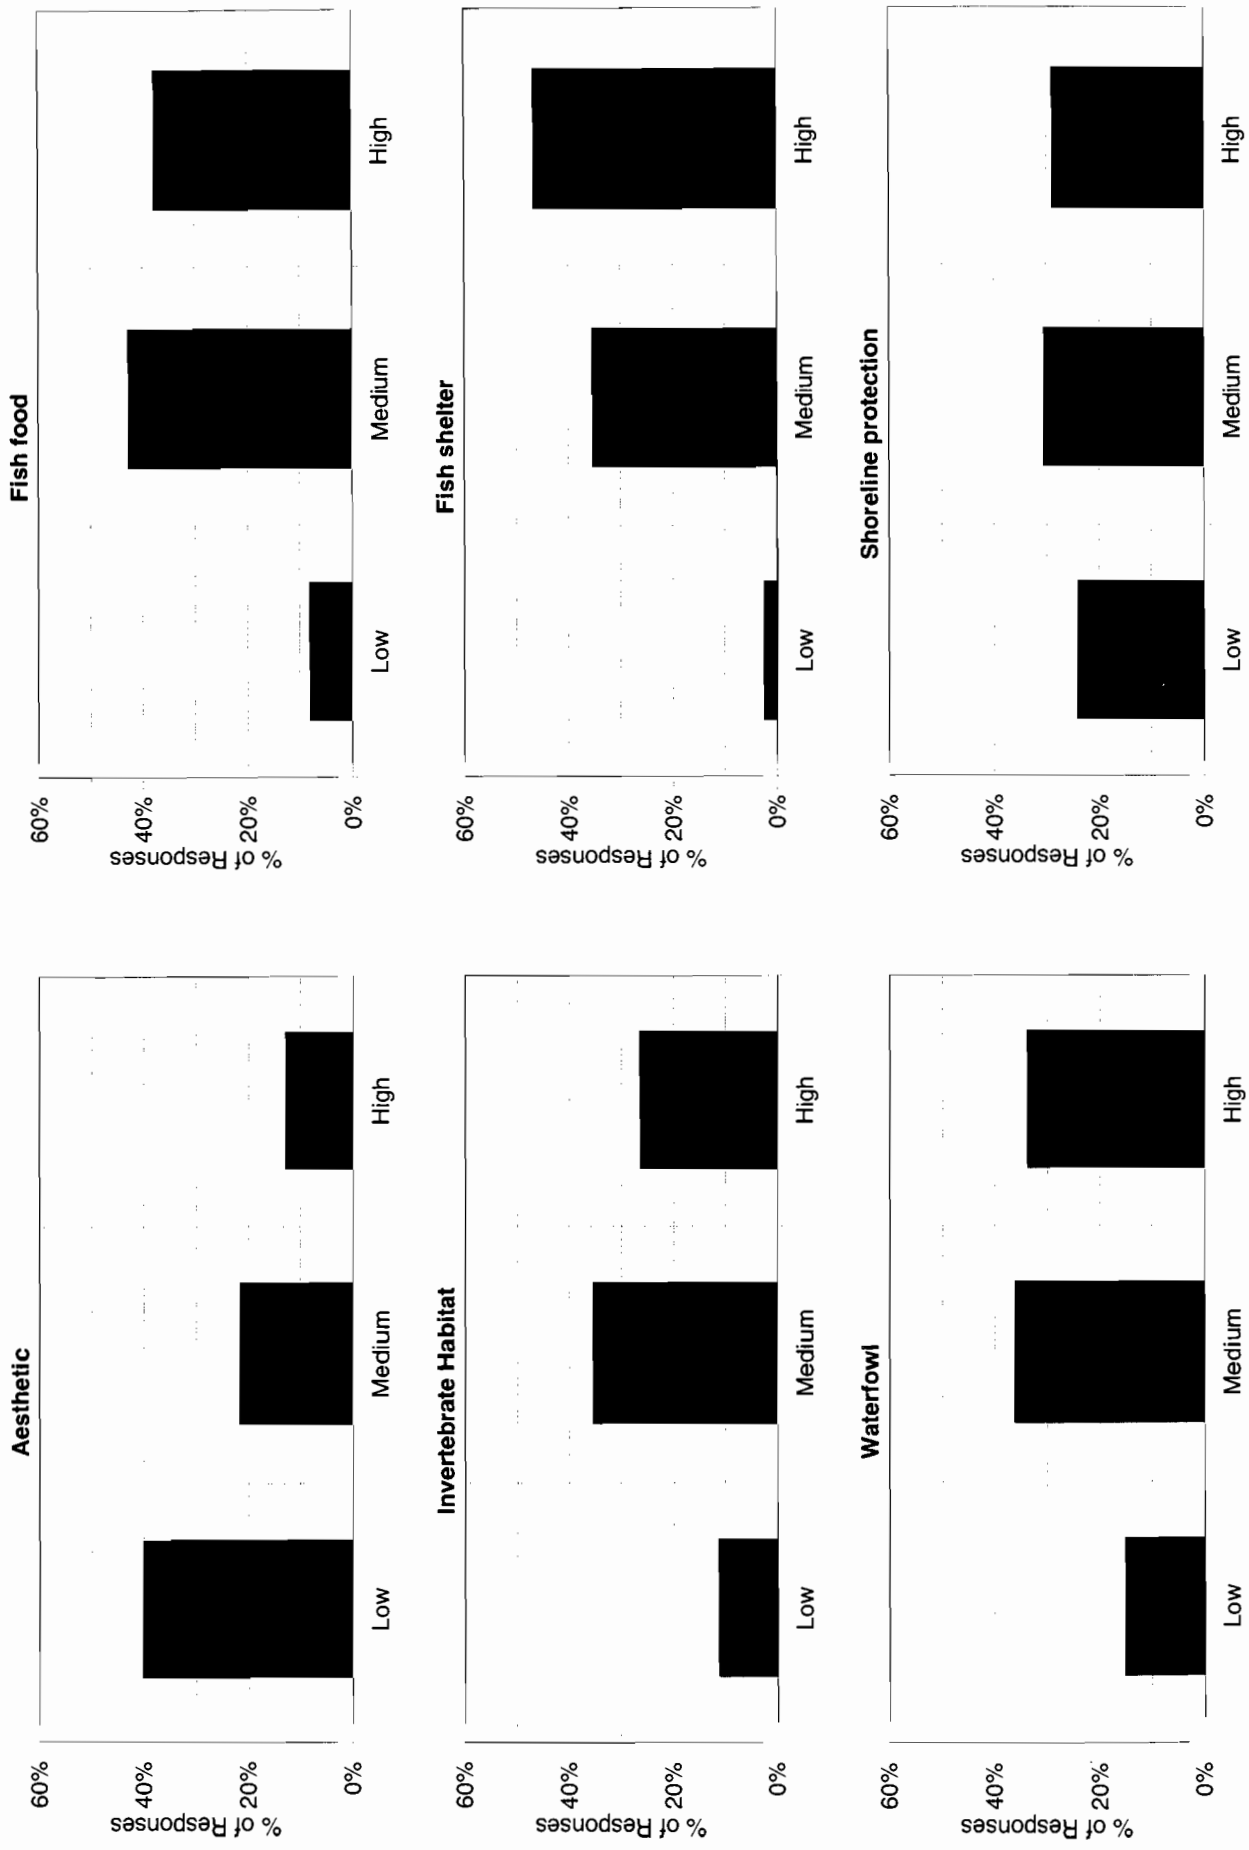 Aesthetic
% of Responses
60%
40%
20%
0%
Low
Medium
High
Fish food
% of Responses
60%
40%
20%
0%
Low
Medium
High
Invertebrate Habitat
% of Responses
60%
40%
20%
0%
Low
Medium
High
Fish shelter
% of Responses
60%
40%
20%
0%
Low
Medium
High
Waterfowl
% of Responses
60%
40%
20%
0%
Low
Medium
High
Shoreline protection
% of Responses
60%
40%
20%
0%
Low
Medium
High